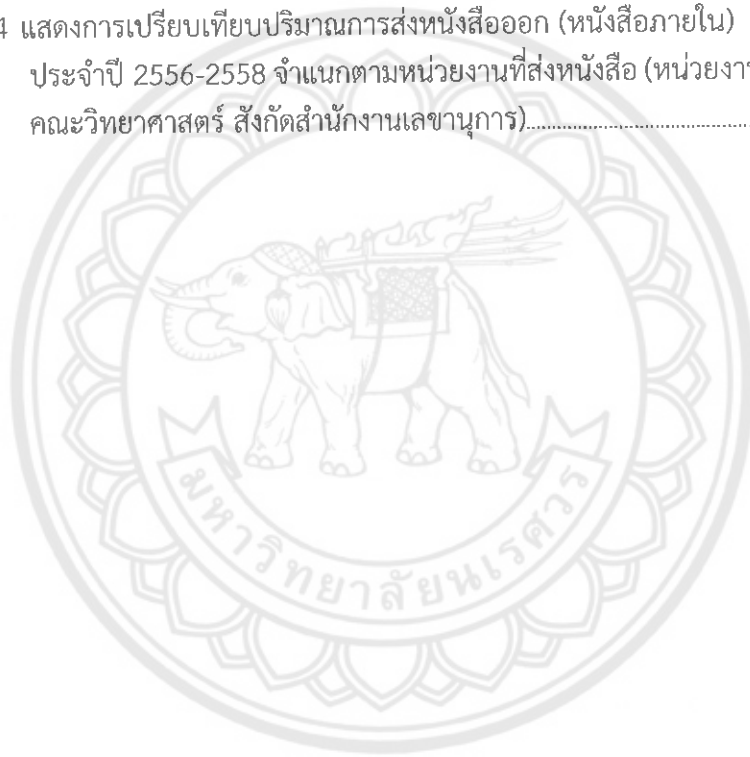 4 แสดงการเปรียบเทียบปริมาณการส่งหนังสือออก (หนังสือภายใน)
ประจำปี 2556-2558 จำแนกตามหน่วยงานที่ส่งหนังสือ (หน่วยงาน
คณะวิทยาศาสตร์ สังกัดสำนักงานเลขานุการ)
มหาวิทยาลัยนเรศวร